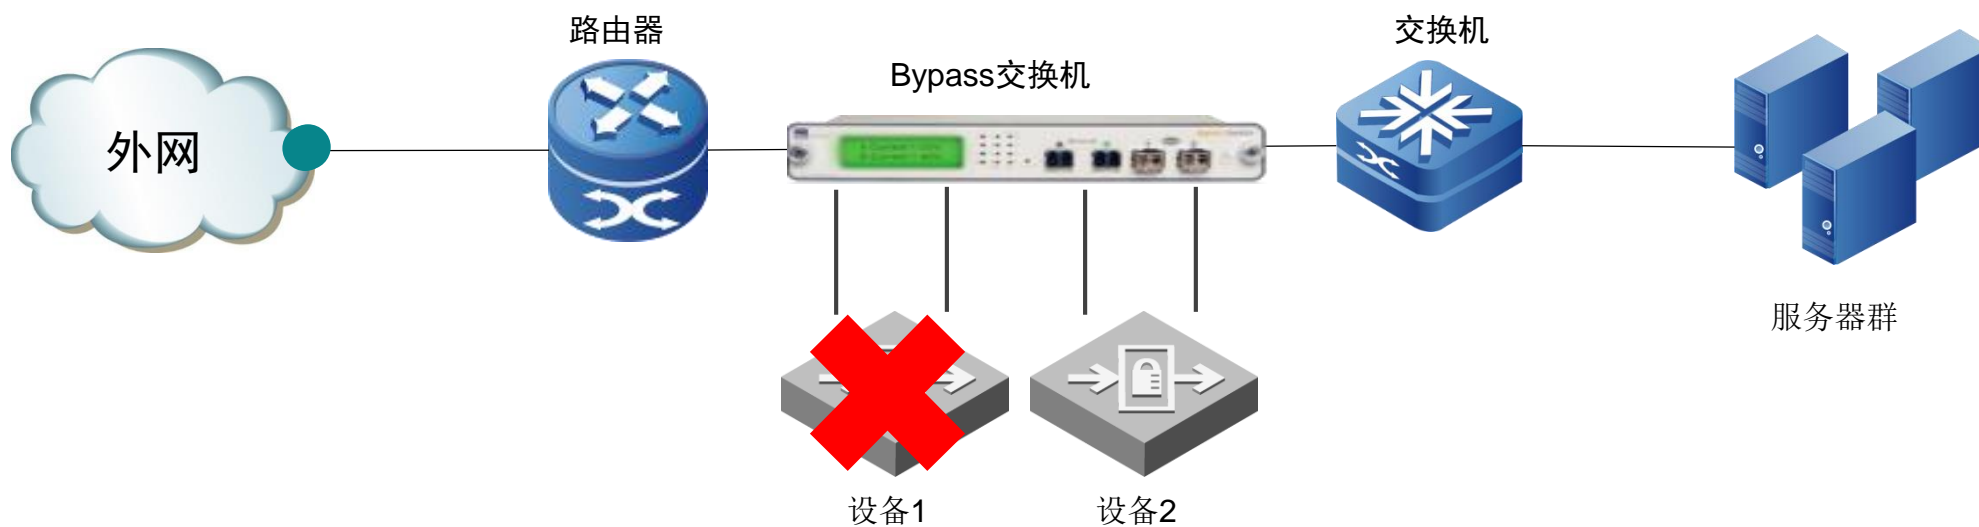 路由器
交换机
Bypass交换机
外网
服务器群
设备1
设备2